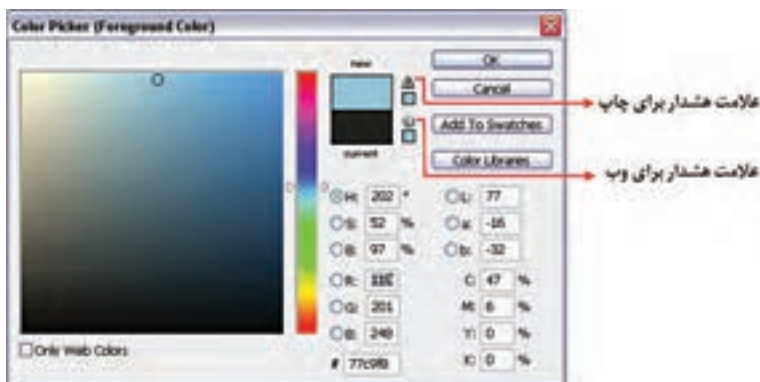 Color Picker (Foreground Color)
new
OK
Cancel
علامت هشدار برای چاپ
Add To Swatches
current
Color Libraries
علامت هشدار برای وب
H: 202 °
L: 77
S: 52 %
a: -16
B: 97 %
b: -32
R:
C: 47 %
G: 201
M: 6 %
B: 248
Y: 0 %
Only Web Colors
# 77c9f8
K: 0 %